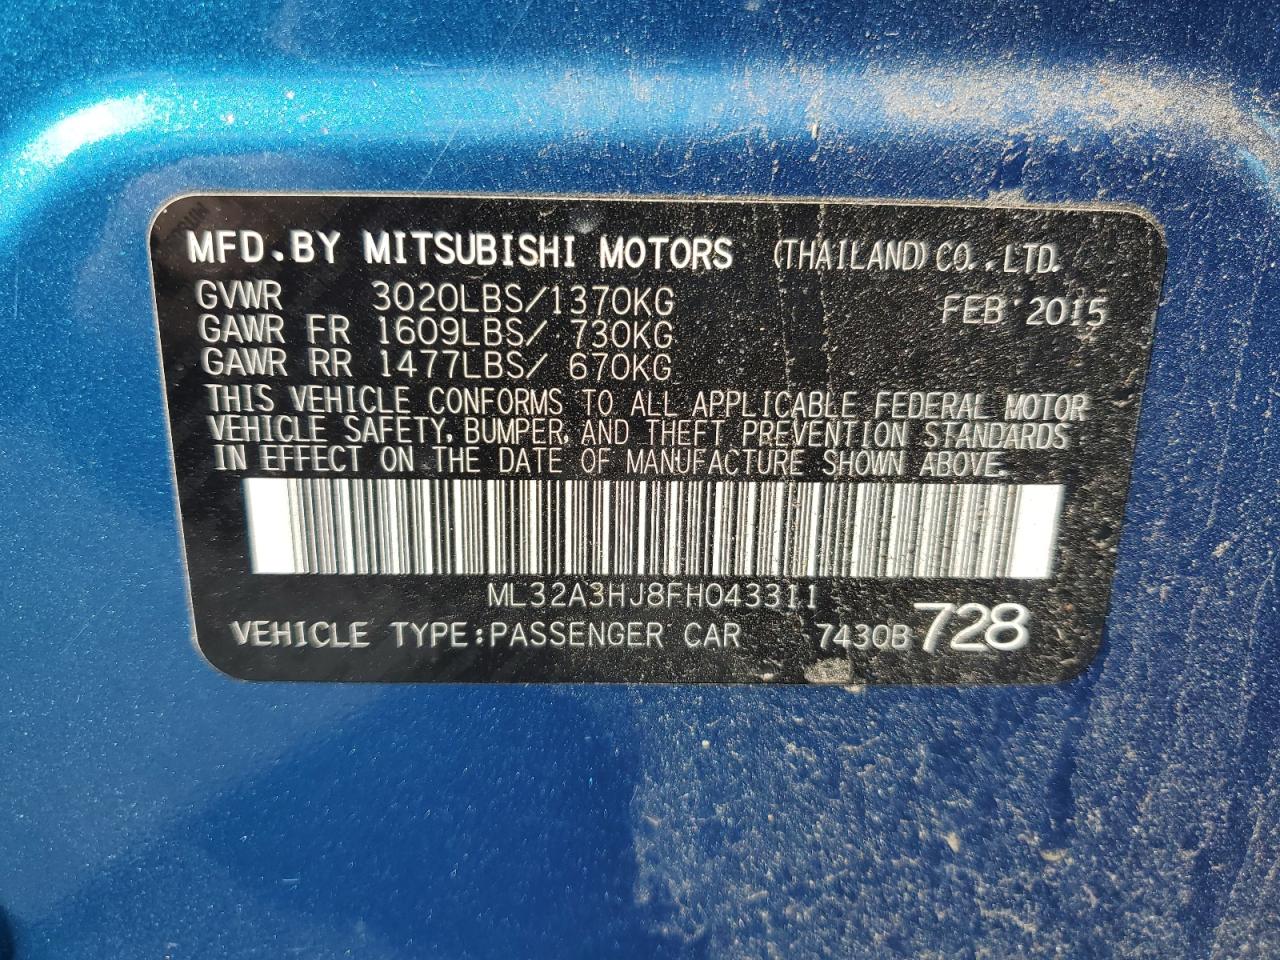 MFD.BY MITSUBISHI MOTORS (THAILAND) CO.,LTD.
GVWR 3020LBS/1370KG FEB 2015
GAWR FR 1609LBS/ 730KG
GAWR RR 1477LBS/ 670KG
THIS VEHICLE CONFORMS TO ALL APPLICABLE FEDERAL MOTOR
VEHICLE SAFETY, BUMPER, AND THEFT PREVENTION STANDARDS
IN EFFECT ON THE DATE OF MANUFACTURE SHOWN ABOVE.
ML32A3HJ8FH043311
VEHICLE TYPE:PASSENGER CAR 7430B 728